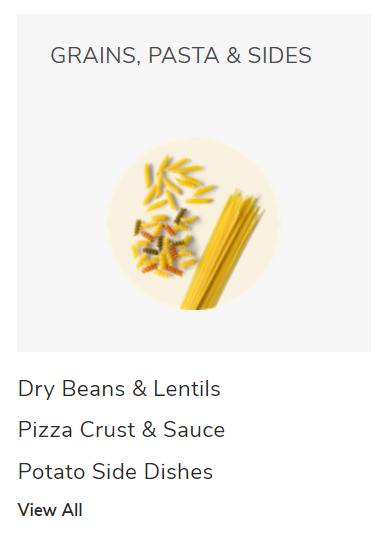 GRAINS, PASTA & SIDES
Dry Beans & Lentils
Pizza Crust & Sauce
Potato Side Dishes
View All